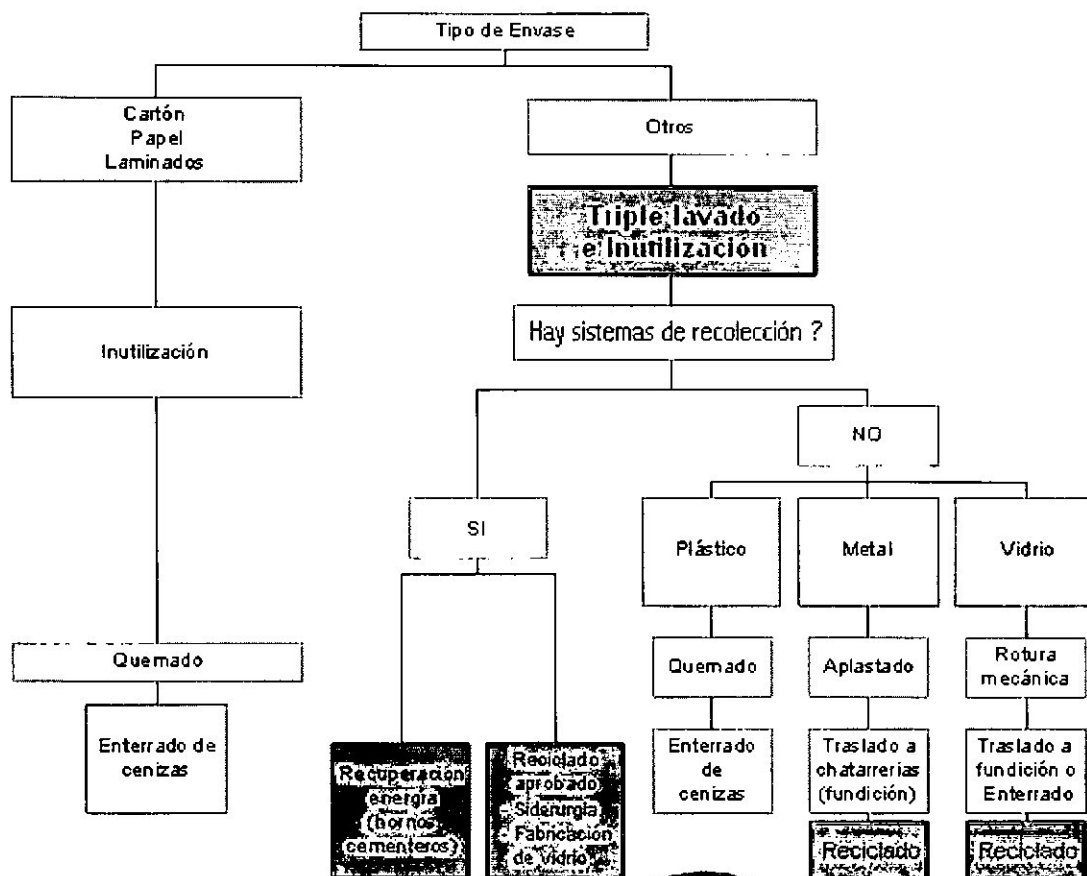 Tipo de Envase
Cartón
Papel
Laminados
Otros
Triple lavado
e Inutilización
Hay sistemas de recolección ?
Inutilización
NO
SI
Plástico
Metal
Vidrio
Quemado
Quemado
Aplastado
Rotura
mecánica
Enterrado de
cenizas
Recuperación
energía
(hornos
cementeros)
Reciclado
aprobado
Siderurgia,
Fabricación
de vidrio
Enterrado
de
cenizas
Traslado a
chatarrerias
(fundición)
Traslado a
fundición o
Enterrado
Reciclado
Reciclado